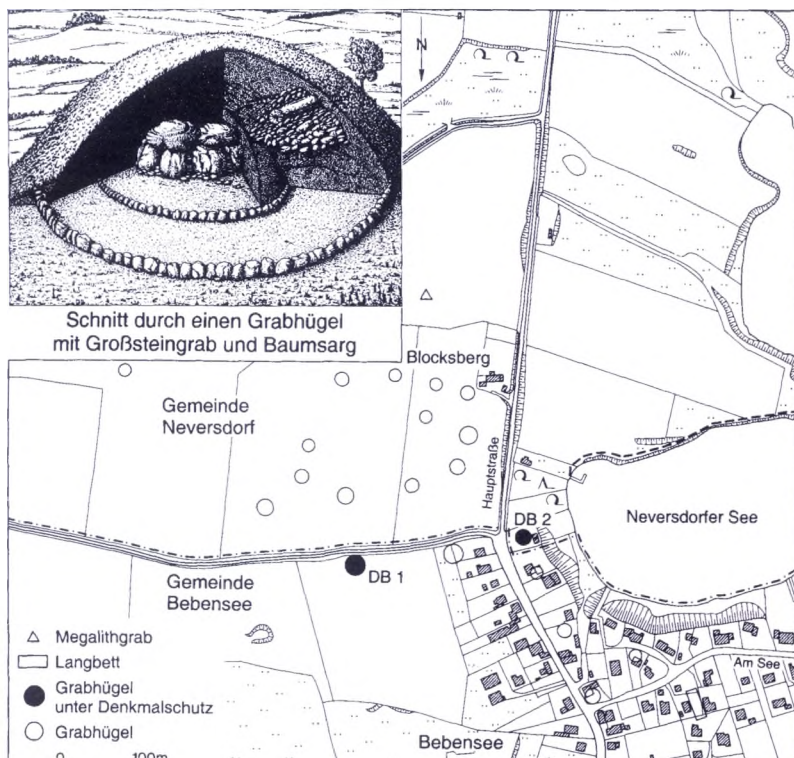 N
Schnitt durch einen Grabhügel
mit Großsteingrab und Baumsarg
Blocksberg
Gemeinde
Neversdorf
Hauptstraße
Neversdorfer See
DB 2
DB 1
Gemeinde
Bebensee
Megalithgrab
Langbett
Grabhügel
unter Denkmalschutz
Grabhügel
0 100m
Am See
Bebensee